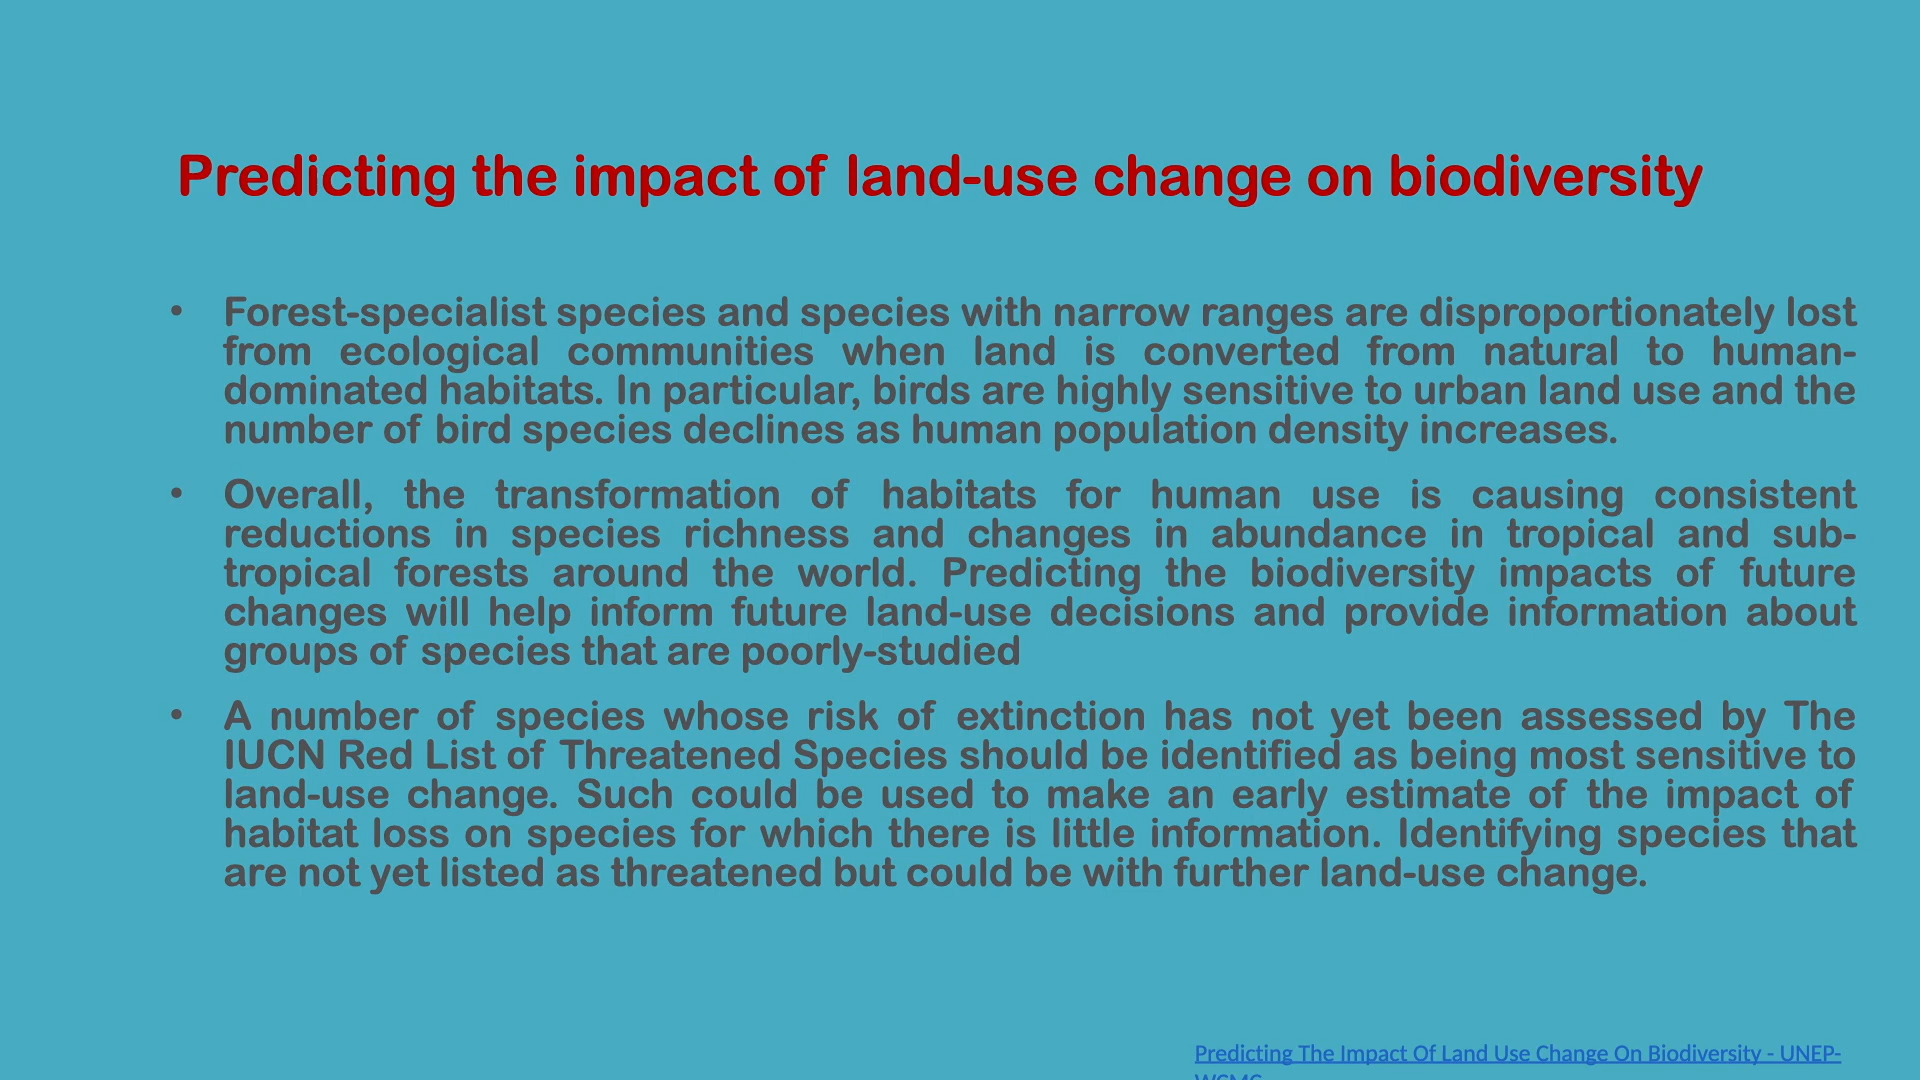 Predicting the impact of land-use change on biodiversity
• Forest-specialist species and species with narrow ranges are disproportionately lost
from ecological communities when land is converted from natural to human-
dominated habitats. In particular, birds are highly sensitive to urban land use and the
number of bird species declines as human population density increases.
• Overall, the transformation of habitats for human use is causing consistent
reductions in species richness and changes in abundance in tropical and sub-
tropical forests around the world. Predicting the biodiversity impacts of future
changes will help inform future land-use decisions and provide information about
groups of species that are poorly-studied
• A number of species whose risk of extinction has not yet been assessed by The
IUCN Red List of Threatened Species should be identified as being most sensitive to
land-use change. Such could be used to make an early estimate of the impact of
habitat loss on species for which there is little information. Identifying species that
are not yet listed as threatened but could be with further land-use change.
Predicting The Impact Of Land Use Change On Biodiversity - UNEP-